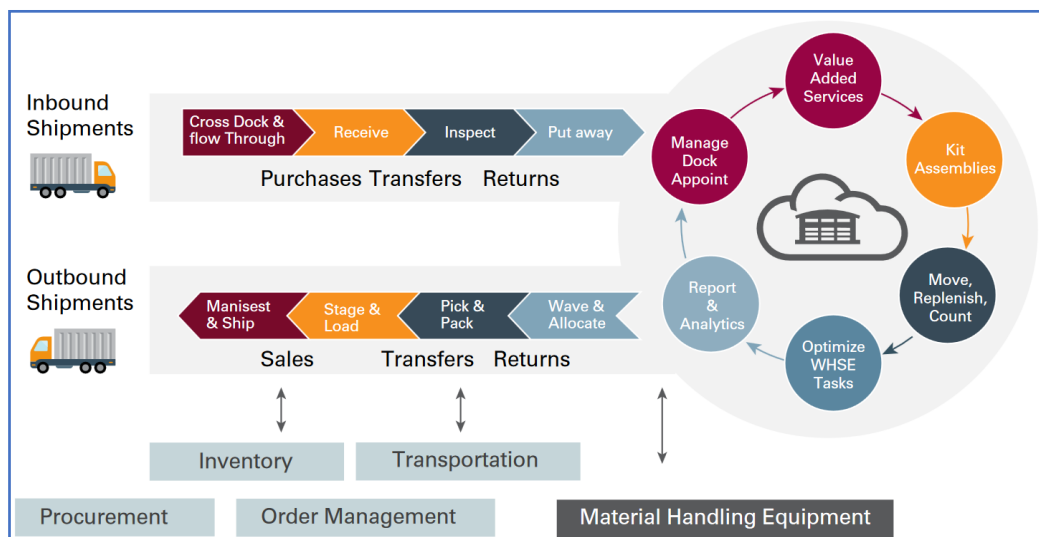 Inbound
Shipments
Cross Dock &
flow Through
Receive
Inspect
Put away
Purchases Transfers Returns
Outbound
Shipments
Manisest
& Ship
Stage &
Load
Pick &
Pack
Wave &
Allocate
Sales Transfers Returns
Value
Added
Services
Kit
Assemblies
Move,
Replenish,
Count
Optimize
WHSE
Tasks
Report
&
Analytics
Manage
Dock
Appoint
Inventory
Transportation
Procurement
Order Management
Material Handling Equipment